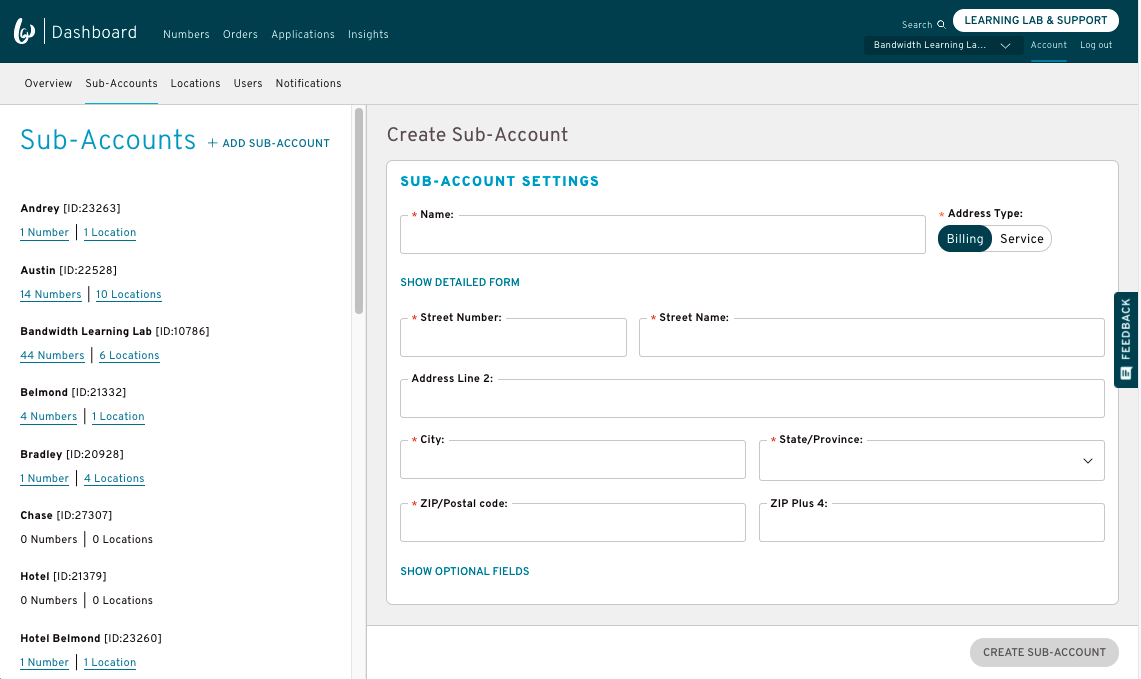 Dashboard
Numbers Orders Applications Insights
Search
LEARNING LAB & SUPPORT
Bandwidth Learning La...
Account Log out
Overview Sub-Accounts Locations Users Notifications
Sub-Accounts
+ ADD SUB-ACCOUNT
Andrey [ID:23263]
1 Number | 1 Location
Austin [ID:22528]
14 Numbers | 10 Locations
Bandwidth Learning Lab [ID:10786]
44 Numbers | 6 Locations
Belmond [ID:21332]
4 Numbers | 1 Location
Bradley [ID:20928]
1 Number | 4 Locations
Chase [ID:27307]
0 Numbers | 0 Locations
Hotel [ID:21379]
0 Numbers | 0 Locations
Hotel Belmond [ID:23260]
1 Number | 1 Location
Create Sub-Account
SUB-ACCOUNT SETTINGS
* Name:
* Address Type:
Billing Service
SHOW DETAILED FORM
* Street Number:
* Street Name:
Address Line 2:
* City:
* State/Province:
* ZIP/Postal code:
ZIP Plus 4:
SHOW OPTIONAL FIELDS
CREATE SUB-ACCOUNT
FEEDBACK